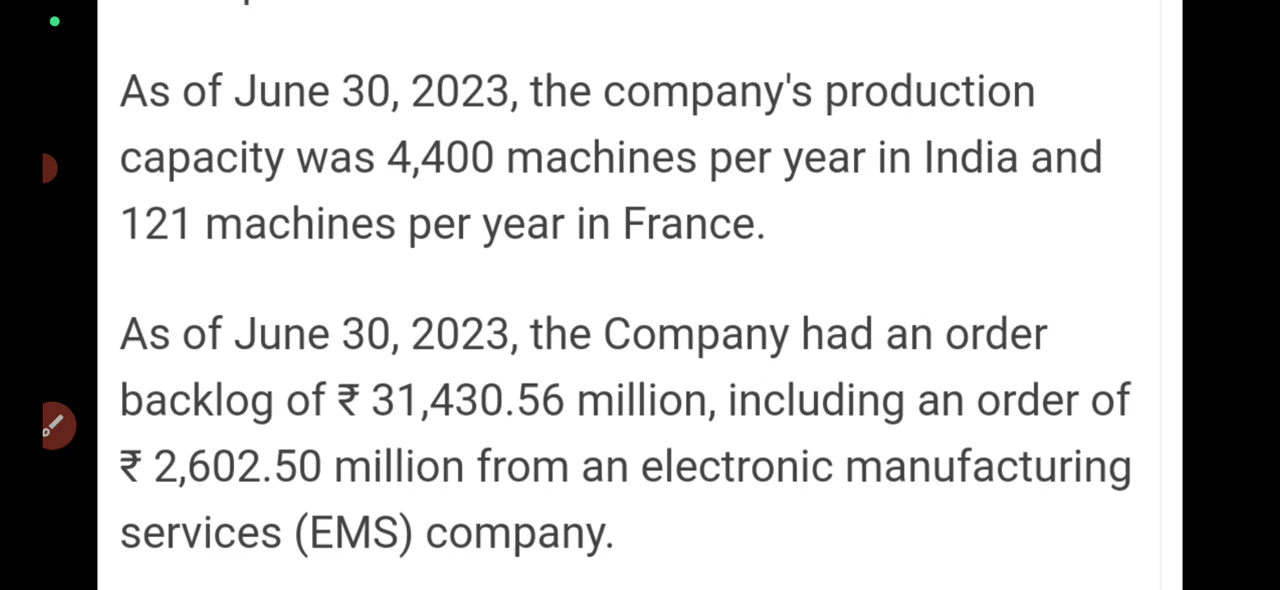 As of June 30, 2023, the company's production
capacity was 4,400 machines per year in India and
121 machines per year in France.
As of June 30, 2023, the Company had an order
backlog of ₹ 31,430.56 million, including an order of
₹ 2,602.50 million from an electronic manufacturing
services (EMS) company.